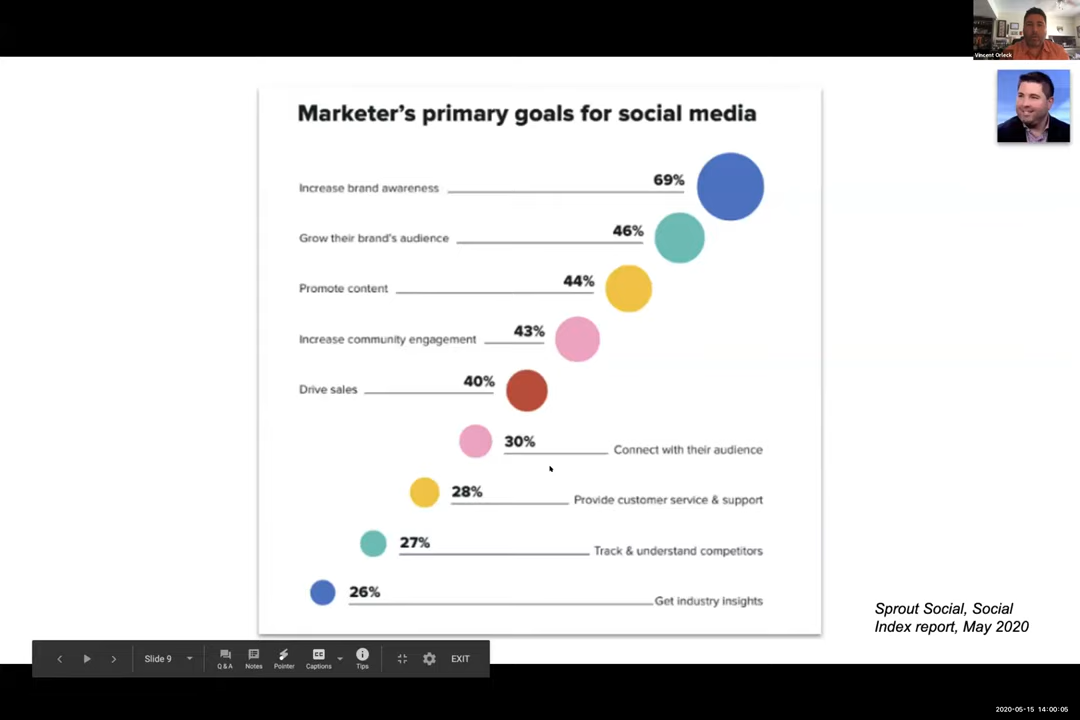 Vincent Orleck
Marketer's primary goals for social media
Increase brand awareness 69%
Grow their brand's audience 46%
Promote content 44%
Increase community engagement 43%
Drive sales 40%
30% Connect with their audience
28% Provide customer service & support
27% Track & understand competitors
26% Get industry insights
Sprout Social, Social
Index report, May 2020
Slide 9
Q & A Notes Pointer Captions Tips EXIT
2020-05-15 14:00:05